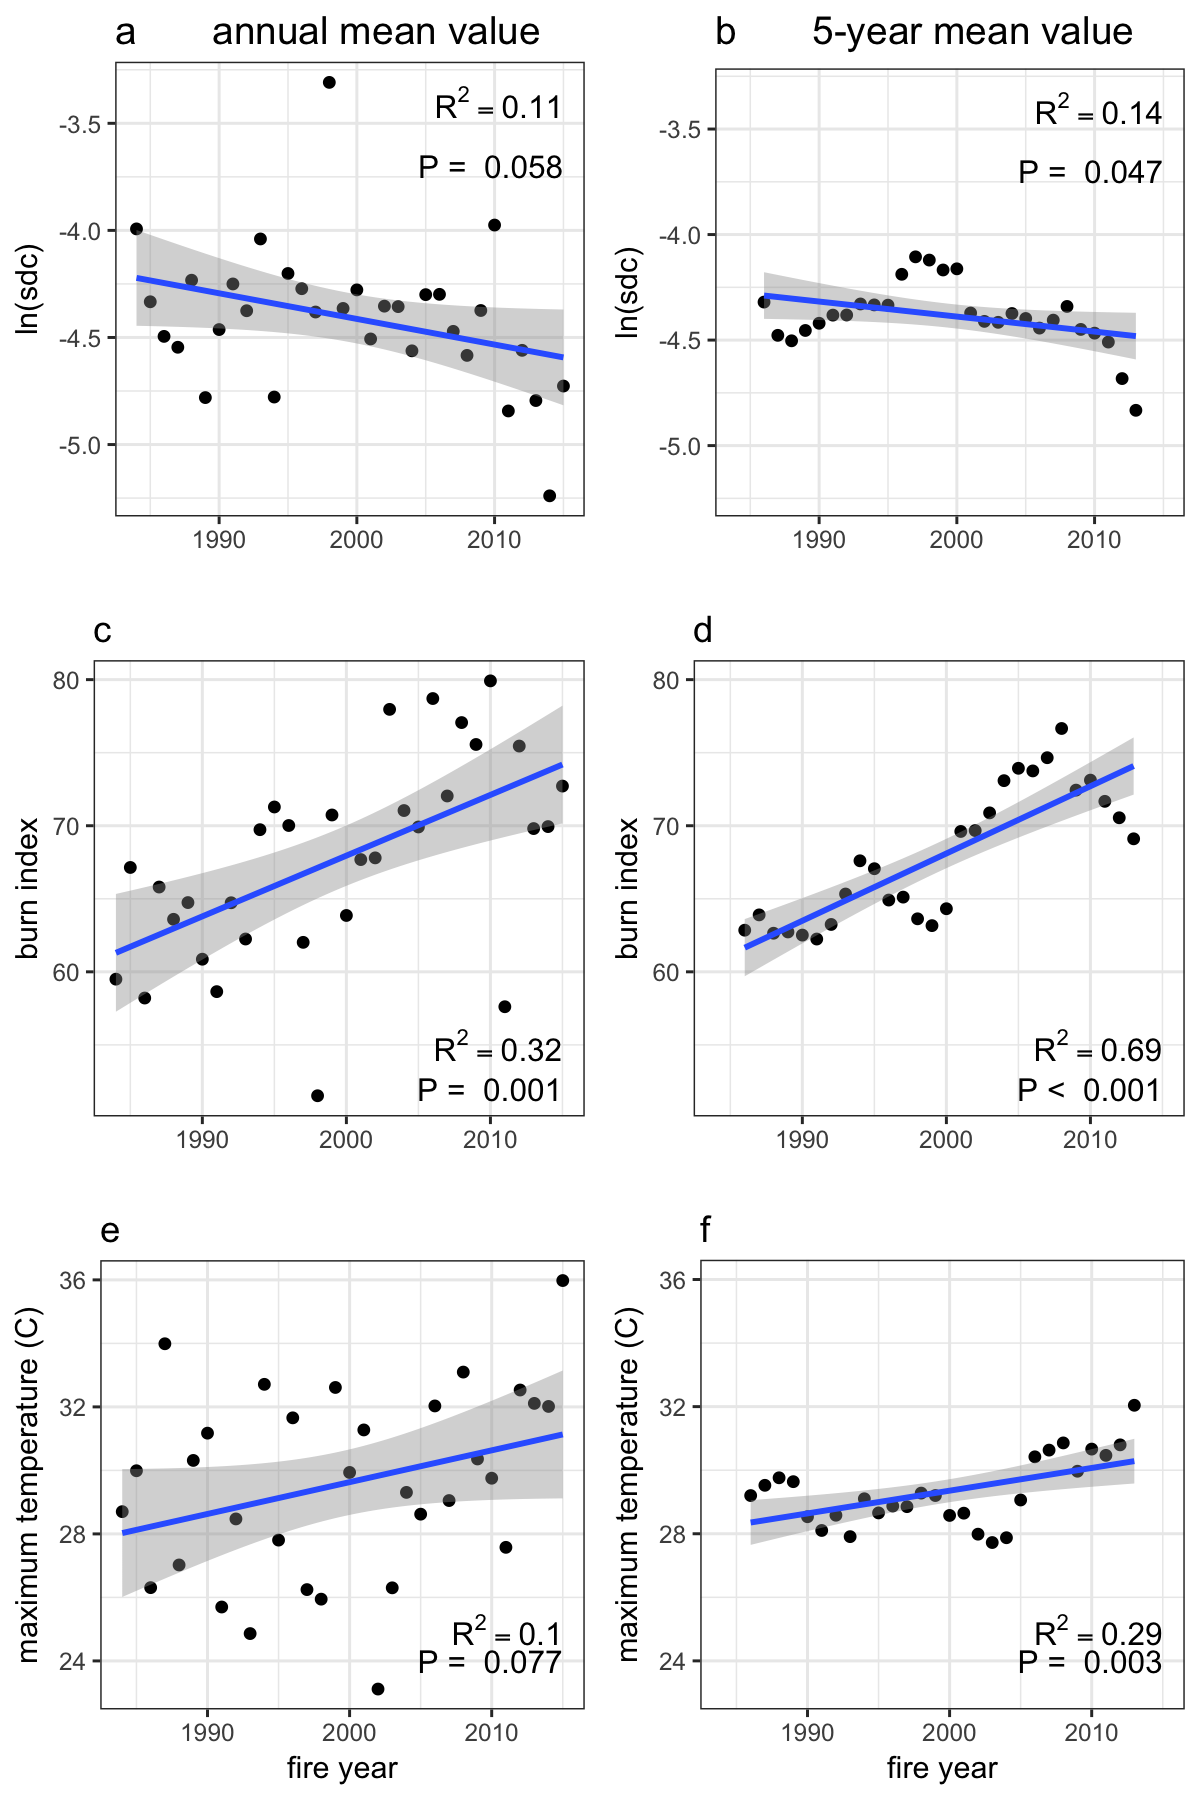 a annual mean value
R² = 0.11
P = 0.058
-3.5
-4.0
-4.5
-5.0
ln(sdc)
1990 2000 2010
b 5-year mean value
R² = 0.14
P = 0.047
-3.5
-4.0
-4.5
-5.0
ln(sdc)
1990 2000 2010
c
80
70
60
burn index
R² = 0.32
P = 0.001
1990 2000 2010
d
80
70
60
burn index
R² = 0.69
P < 0.001
1990 2000 2010
e
36
32
28
24
maximum temperature (C)
R² = 0.1
P = 0.077
1990 2000 2010
fire year
f
36
32
28
24
maximum temperature (C)
R² = 0.29
P = 0.003
1990 2000 2010
fire year